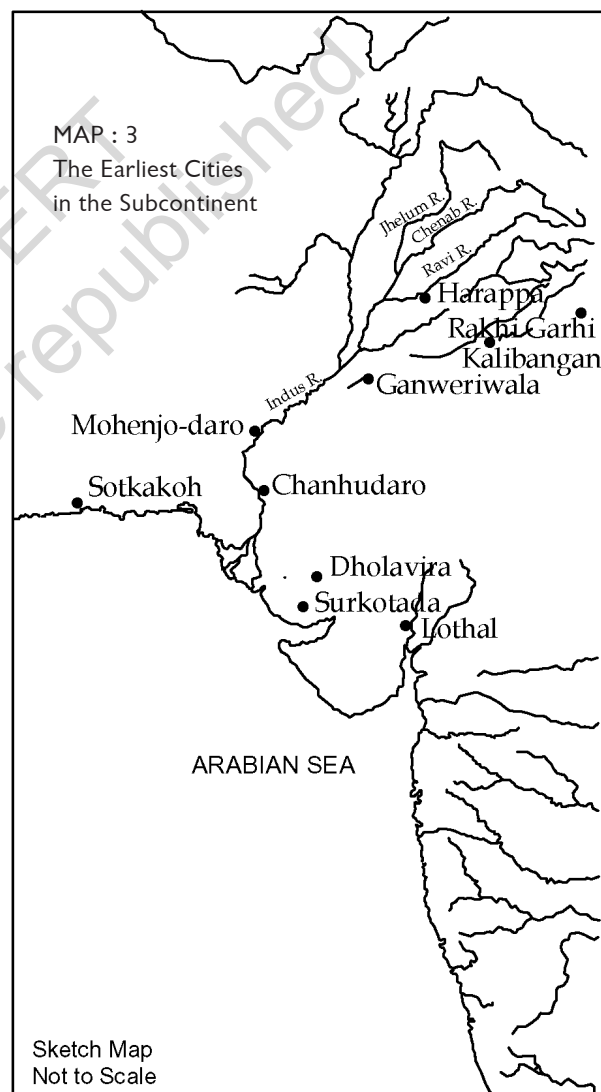 MAP : 3
The Earliest Cities
in the Subcontinent
Jhelum R.
Chenab R.
Ravi R.
Harappa
Rakhi Garhi
Kalibangan
Ganweriwala
Indus R.
Mohenjo-daro
Sotkakoh
Chanhudaro
Dholavira
Surkotada
Lothal
ARABIAN SEA
Sketch Map
Not to Scale
republished